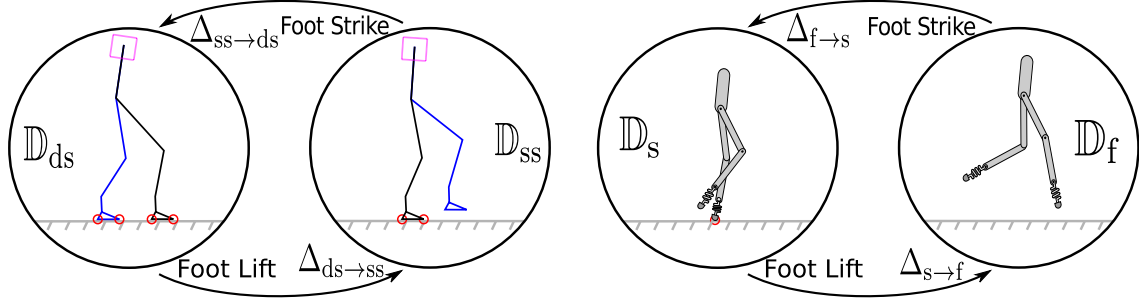 Δss→ds Foot Strike
𝔻ds
𝔻ss
Foot Lift Δds→ss
Δf→s Foot Strike
𝔻s
𝔻f
Foot Lift Δs→f